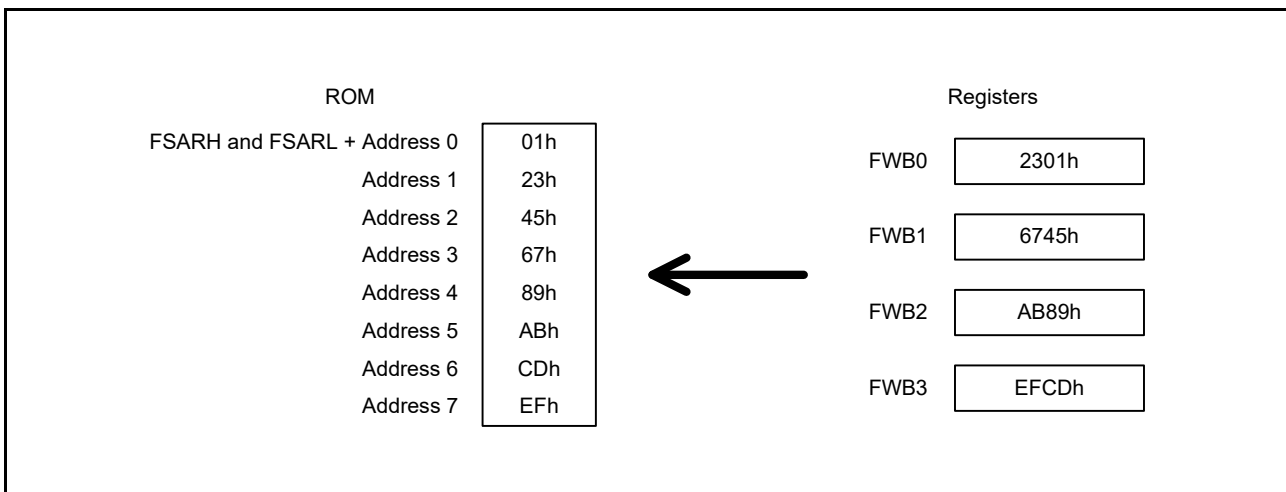 ROM
FSARH and FSARL + Address 0 01h
Address 1 23h
Address 2 45h
Address 3 67h
Address 4 89h
Address 5 ABh
Address 6 CDh
Address 7 EFh
Registers
FWB0 2301h
FWB1 6745h
FWB2 AB89h
FWB3 EFCDh